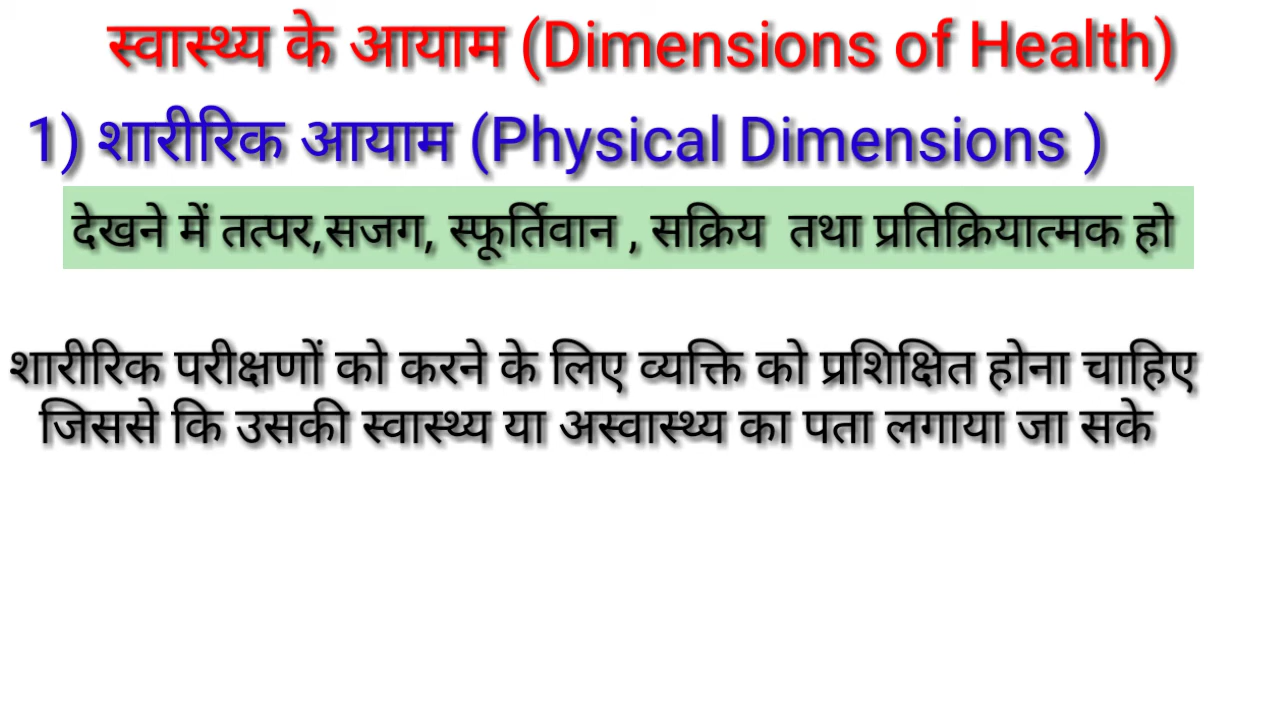 स्वास्थ्य के आयाम (Dimensions of Health)
1) शारीरिक आयाम (Physical Dimensions )
देखने में तत्पर,सजग, स्फूर्तिवान , सक्रिय तथा प्रतिक्रियात्मक हो
शारीरिक परीक्षणों को करने के लिए व्यक्ति को प्रशिक्षित होना चाहिए
जिससे कि उसकी स्वास्थ्य या अस्वास्थ्य का पता लगाया जा सके